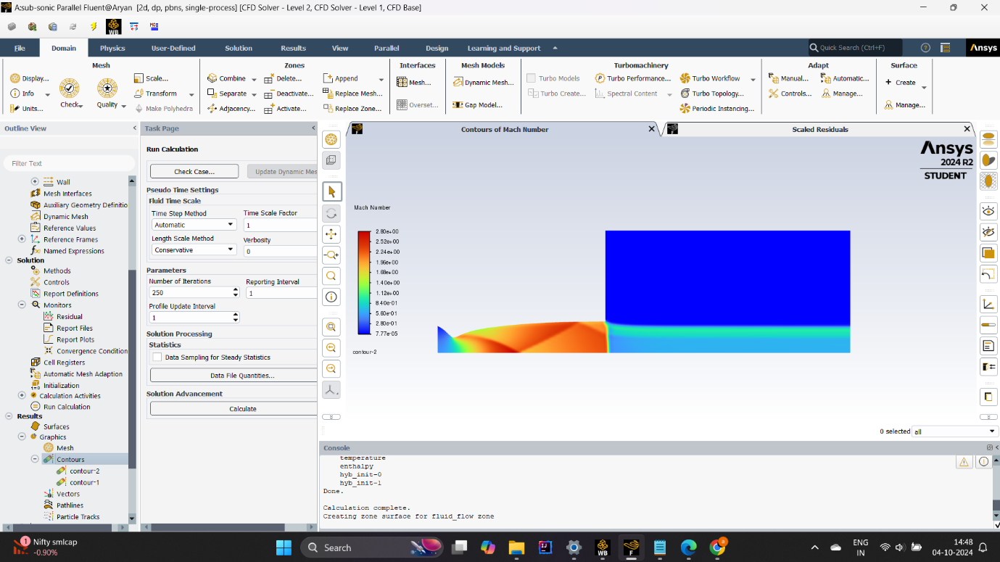 A:sub-sonic Parallel Fluent@Aryan [2d, dp, pbns, single-process] [CFD Solver - Level 2, CFD Solver - Level 1, CFD Base]
WB
File Domain Physics User-Defined Solution Results View Parallel Design Learning and Support Quick Search (Ctrl+F) Ansys
Mesh Zones Interfaces Mesh Models Turbomachinery Adapt Surface
Display... Scale... Combine Delete... Append Mesh... Dynamic Mesh... Turbo Models Turbo Performance... Turbo Workflow Manual... Automatic... + Create
Info Check Quality Transform Separate Deactivate... Replace Mesh... Turbo Create... Spectral Content Turbo Topology... Controls... Manage...
Units... Make Polyhedra Adjacency... Activate... Replace Zone... Overset... Gap Model... Periodic Instancing... Manage...
Outline View
Filter Text
Wall
Mesh Interfaces
Auxiliary Geometry Definitio
Dynamic Mesh
Reference Values
Reference Frames
Named Expressions
Solution
Methods
Controls
Report Definitions
Monitors
Residual
Report Files
Report Plots
Convergence Condition
Cell Registers
Automatic Mesh Adaption
Initialization
Calculation Activities
Run Calculation
Results
Surfaces
Graphics
Mesh
Contours
contour-2
contour-1
Vectors
Pathlines
Particle Tracks
Task Page
Run Calculation
Check Case... Update Dynamic Mes
Pseudo Time Settings
Fluid Time Scale
Time Step Method Time Scale Factor
Automatic 1
Length Scale Method Verbosity
Conservative 0
Parameters
Number of Iterations Reporting Interval
250 1
Profile Update Interval
1
Solution Processing
Statistics
Data Sampling for Steady Statistics
Data File Quantities...
Solution Advancement
Calculate
Contours of Mach Number
Scaled Residuals
Ansys
2024 R2
STUDENT
Mach Number
2.80e+00
2.52e+00
2.24e+00
1.96e+00
1.68e+00
1.40e+00
1.12e+00
8.40e-01
5.60e-01
2.80e-01
7.77e-05
contour-2
0 selected all
Console
temperature
enthalpy
hyb_init-0
hyb_init-1
Done.
Calculation complete.
Creating zone surface for fluid_flow zone
1
Nifty smlcap
-0.90%
Search
WB
F
ENG
IN
14:48
04-10-2024